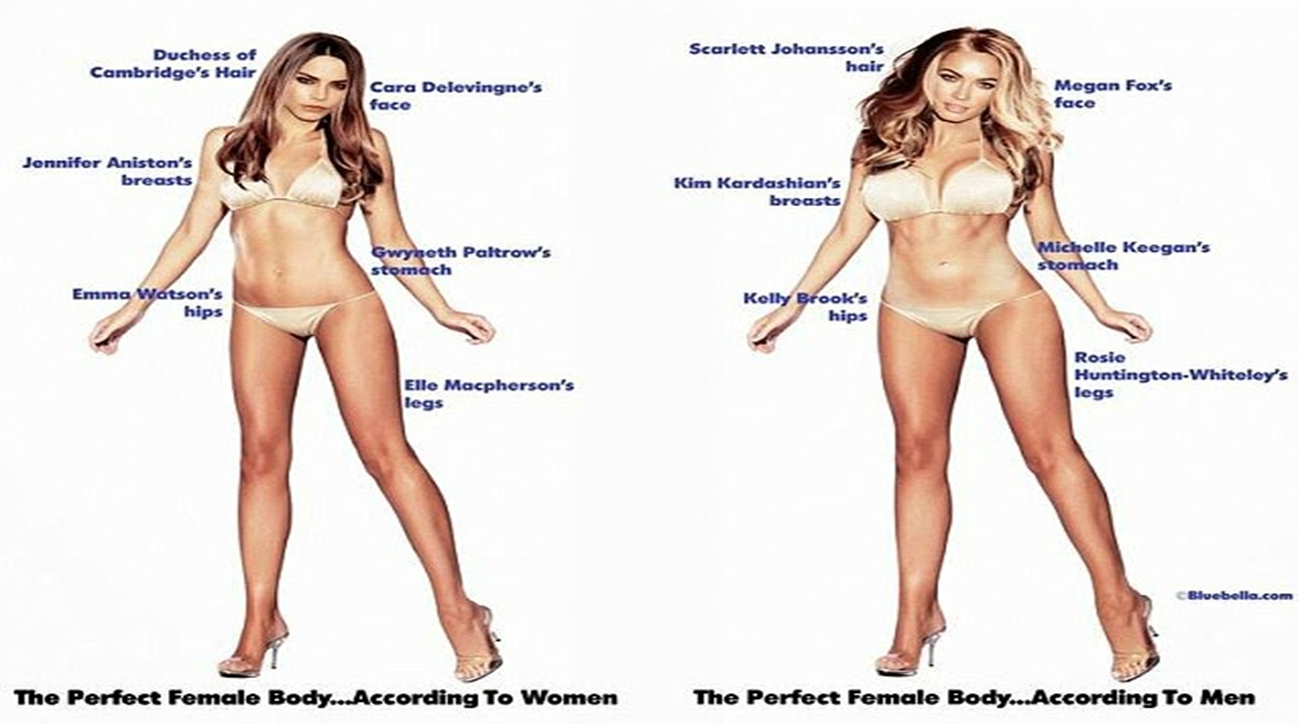 Duchess of
Cambridge's Hair
Cara Delevingne's
face
Jennifer Aniston's
breasts
Gwyneth Paltrow's
stomach
Emma Watson's
hips
Elle Macpherson's
legs
The Perfect Female Body...According To Women
Scarlett Johansson's
hair
Megan Fox's
face
Kim Kardashian's
breasts
Michelle Keegan's
stomach
Kelly Brook's
hips
Rosie
Huntington-Whiteley's
legs
©Bluebella.com
The Perfect Female Body...According To Men